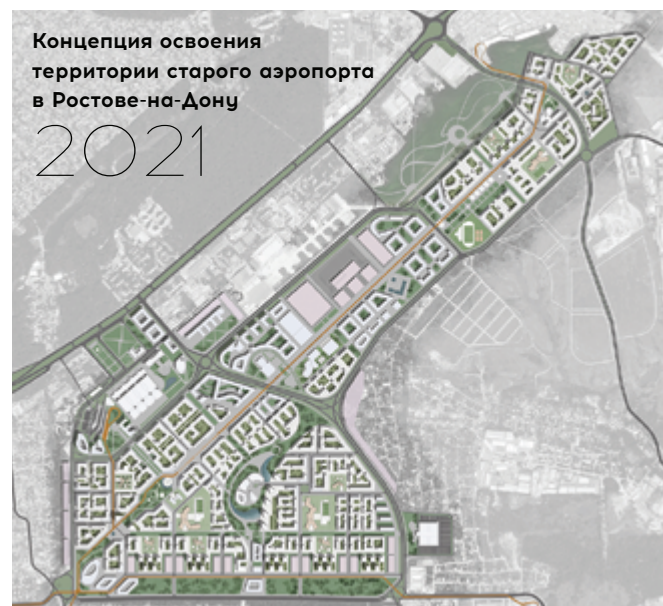 Концепция освоения
территории старого аэропорта
в Ростове-на-Дону
2021